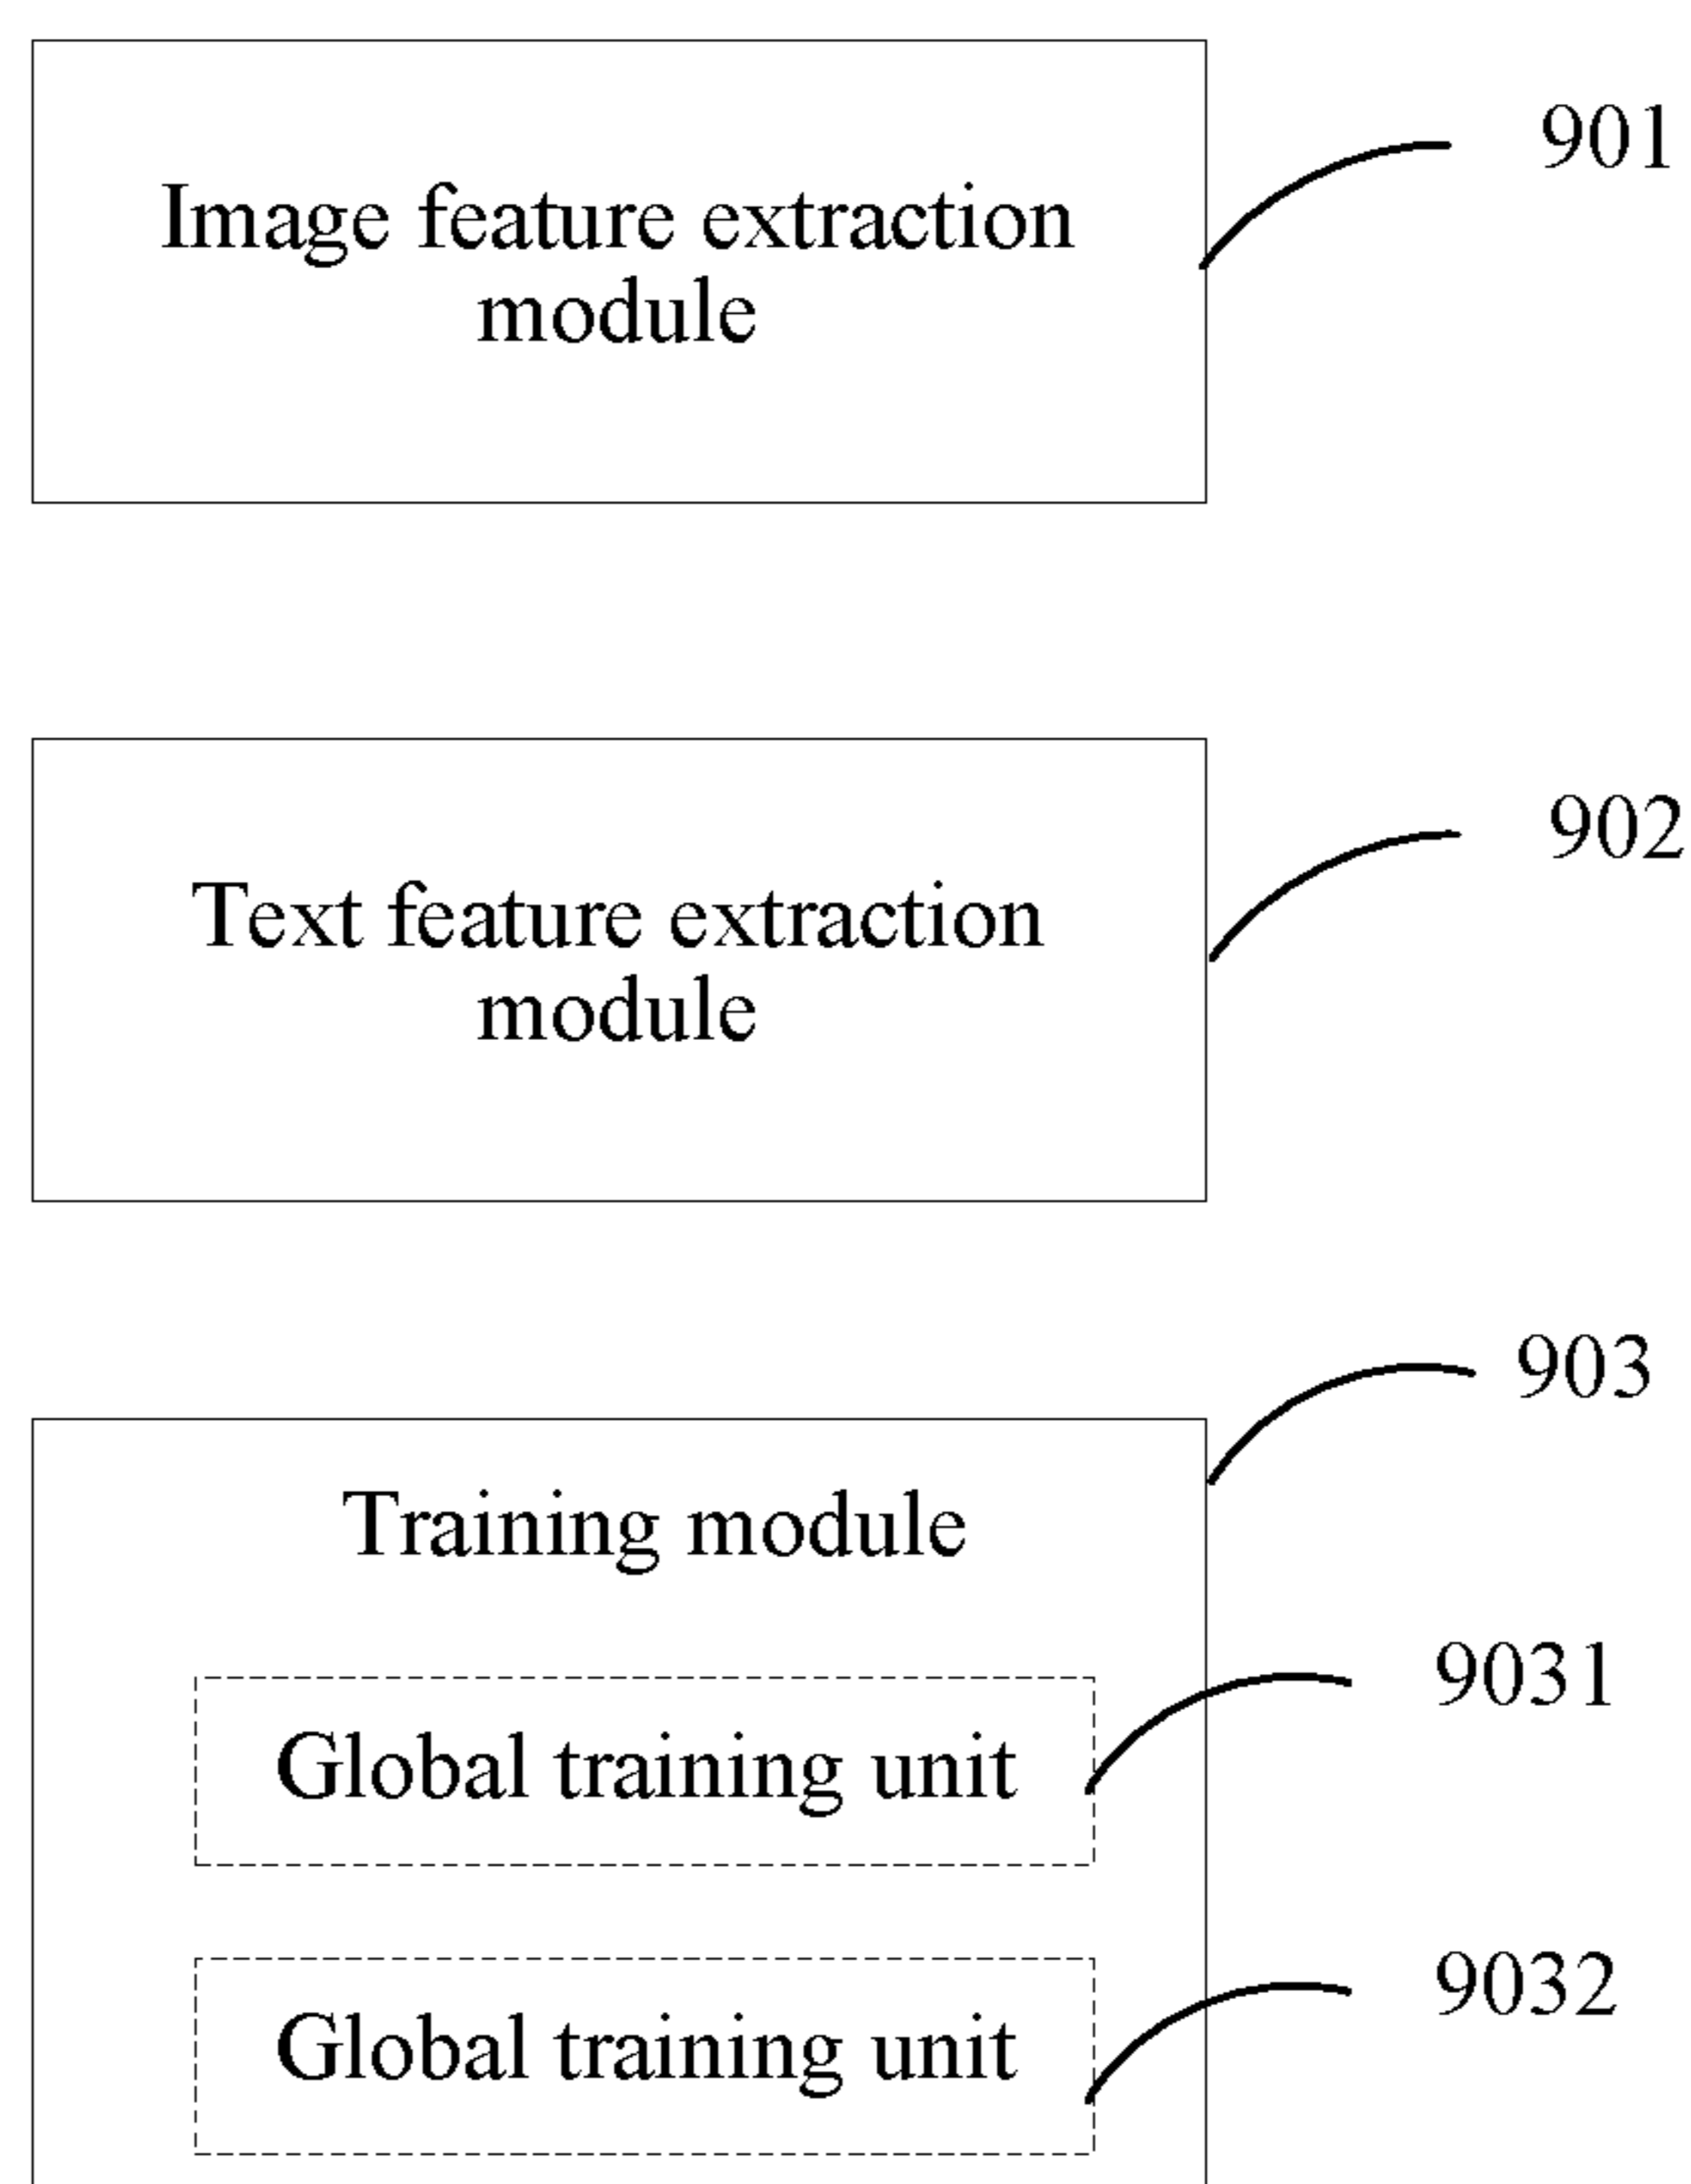 901
Image feature extraction
module
902
Text feature extraction
module
903
Training module
9031
Global training unit
9032
Global training unit